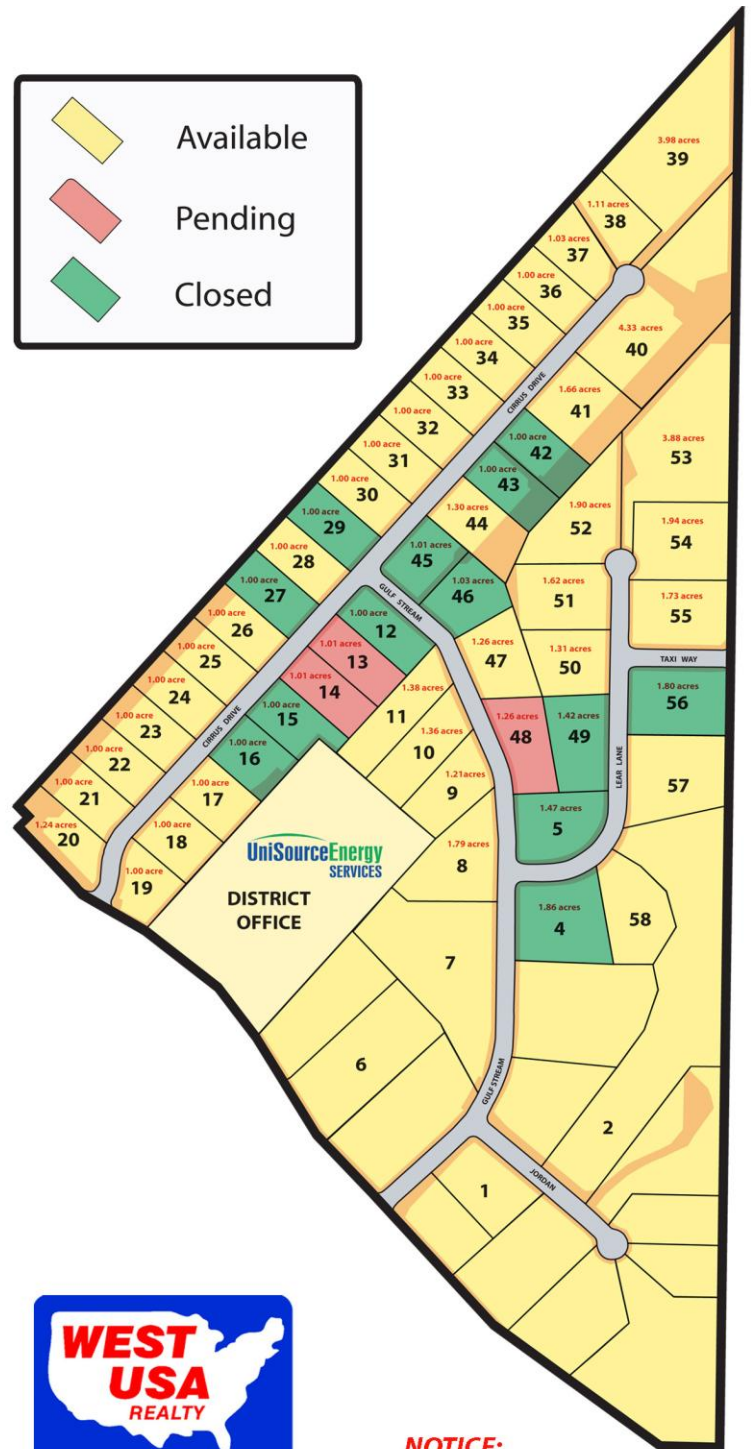 Available
Pending
Closed
3.98 acres
39
1.11 acres
38
1.03 acres
37
1.00 acre
36
1.00 acre
35
1.00 acre
34
1.00 acre
33
1.00 acre
32
1.00 acre
31
1.00 acre
30
1.00 acre
29
1.00 acre
28
1.00 acre
27
1.00 acre
26
1.00 acre
25
1.00 acre
24
1.00 acre
23
1.00 acre
22
1.00 acre
21
1.24 acres
20
CIRRUS DRIVE
CIRRUS DRIVE
4.33 acres
40
1.66 acres
41
1.00 acre
42
1.00 acre
43
1.30 acres
44
1.01 acres
45
1.03 acres
46
GULF STREAM
1.00 acre
12
1.01 acres
13
1.01 acres
14
1.00 acre
15
1.00 acre
16
1.00 acre
17
1.00 acre
18
1.00 acre
19
1.38 acres
11
1.36 acres
10
1.21 acres
9
1.79 acres
8
UniSourceEnergy
SERVICES
DISTRICT
OFFICE
3.88 acres
53
1.90 acres
52
1.94 acres
54
1.62 acres
51
1.73 acres
55
1.26 acres
47
1.31 acres
50
TAXI WAY
1.80 acres
56
1.26 acres
48
1.42 acres
49
LEAR LANE
57
1.47 acres
5
1.86 acres
4
58
7
6
GULF STREAM
2
JORDAN
1
WEST
USA
REALTY
NOTICE: